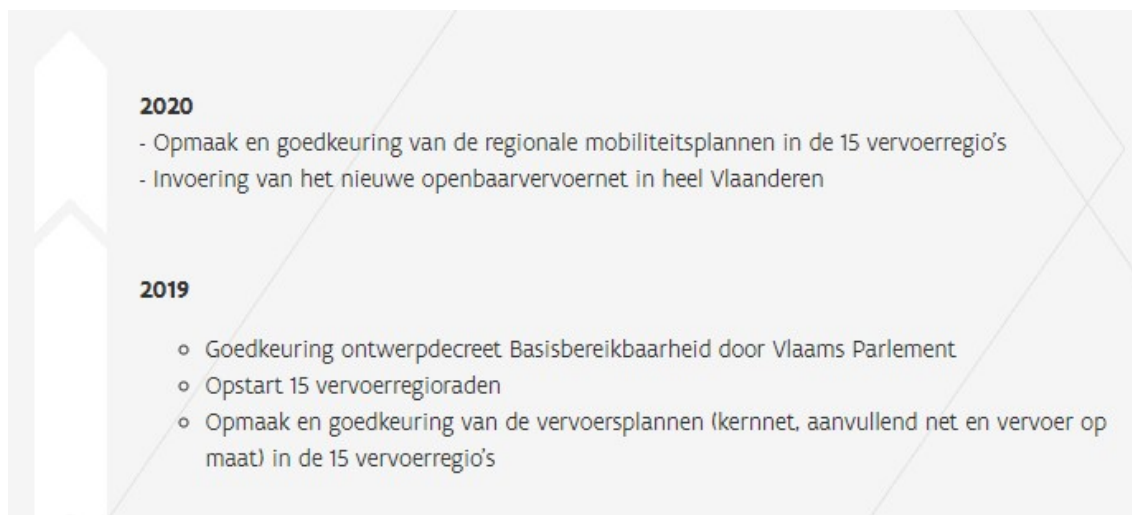 2020
- Opmaak en goedkeuring van de regionale mobiliteitsplannen in de 15 vervoerregio's
- Invoering van het nieuwe openbaarvervoernet in heel Vlaanderen
2019
○ Goedkeuring ontwerpdecreet Basisbereikbaarheid door Vlaams Parlement
○ Opstart 15 vervoerregioraden
○ Opmaak en goedkeuring van de vervoersplannen (kernnet, aanvullend net en vervoer op
maat) in de 15 vervoerregio's